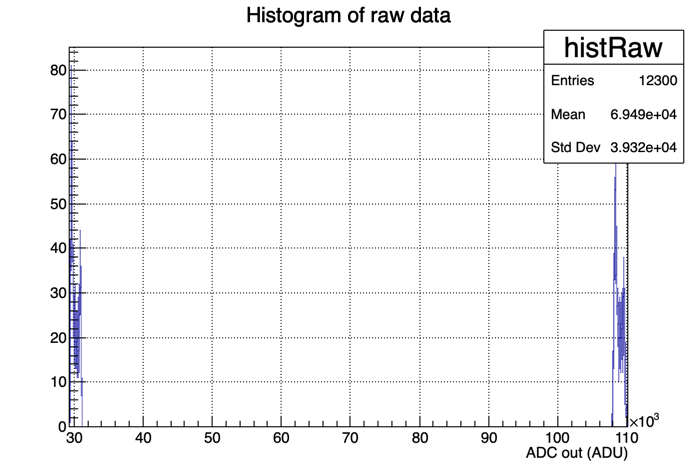 Histogram of raw data
histRaw
Entries 12300
Mean 6.949e+04
Std Dev 3.932e+04
80
70
60
50
40
30
20
10
0
30 40 50 60 70 80 90 100 110
×10³
ADC out (ADU)